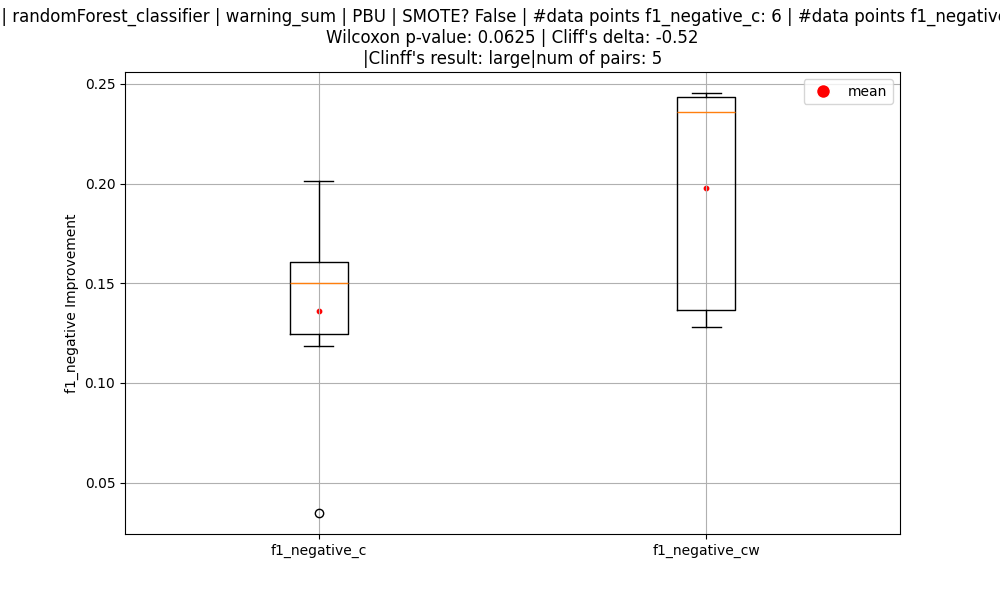 | randomForest_classifier | warning_sum | PBU | SMOTE? False | #data points f1_negative_c: 6 | #data points f1_negative
Wilcoxon p-value: 0.0625 | Cliff's delta: -0.52
|Clinff's result: large|num of pairs: 5
mean
0.25
0.20
0.15
0.10
0.05
f1_negative Improvement
f1_negative_c
f1_negative_cw